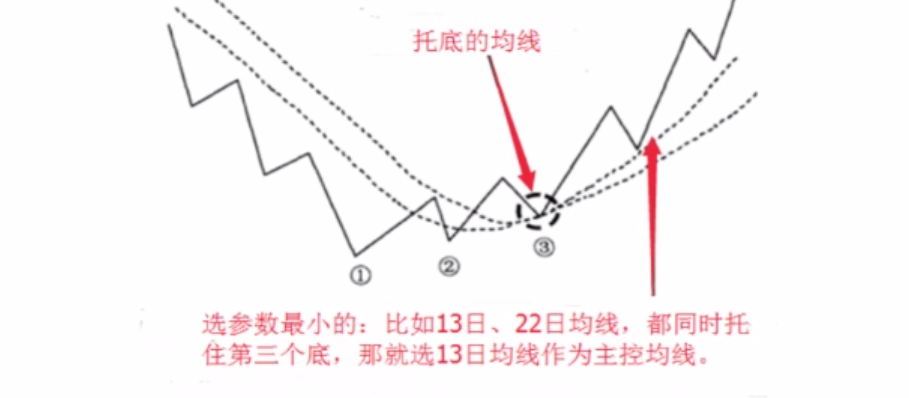 托底的均线
①
②
③
选参数最小的：比如13日、22日均线，都同时托
住第三个底，那就选13日均线作为主控均线。